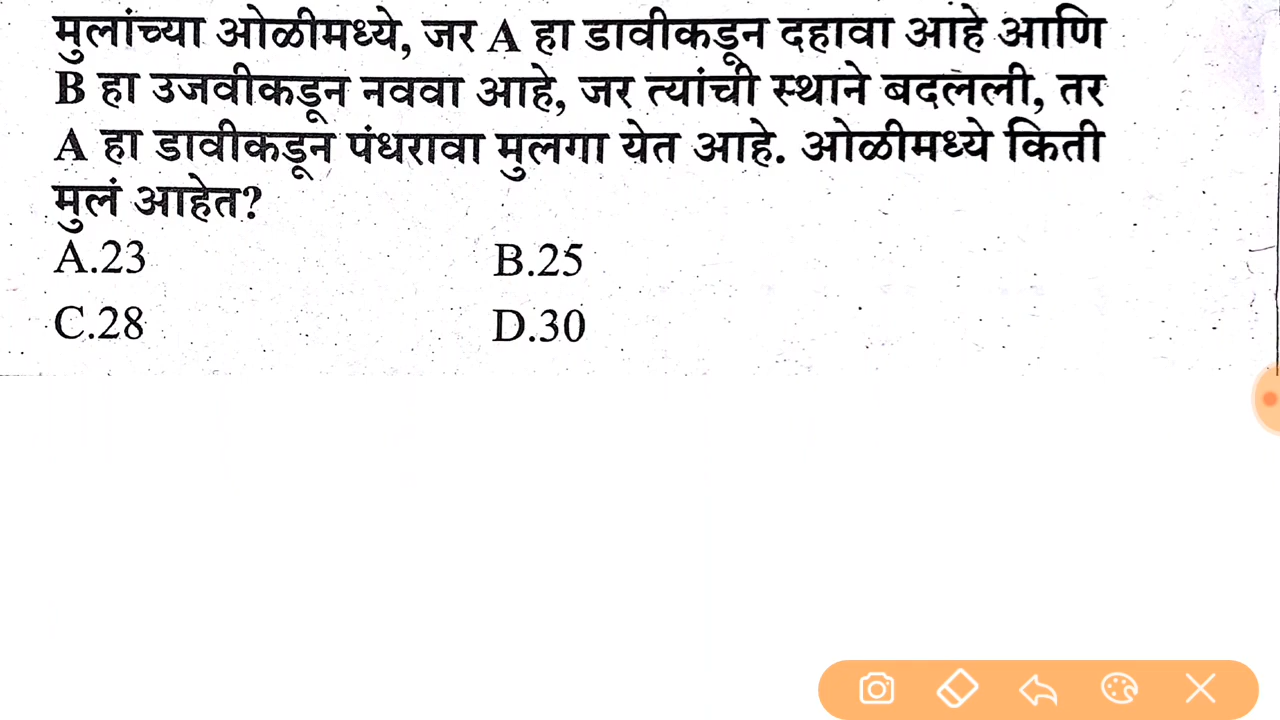 मुलांच्या ओळीमध्ये, जर A हा डावीकडून दहावा आहे आणि
B हा उजवीकडून नववा आहे, जर त्यांची स्थाने बदलली, तर
A हा डावीकडून पंधरावा मुलगा येत आहे. ओळीमध्ये किती
मुलं आहेत?
A.23 B.25
C.28 D.30